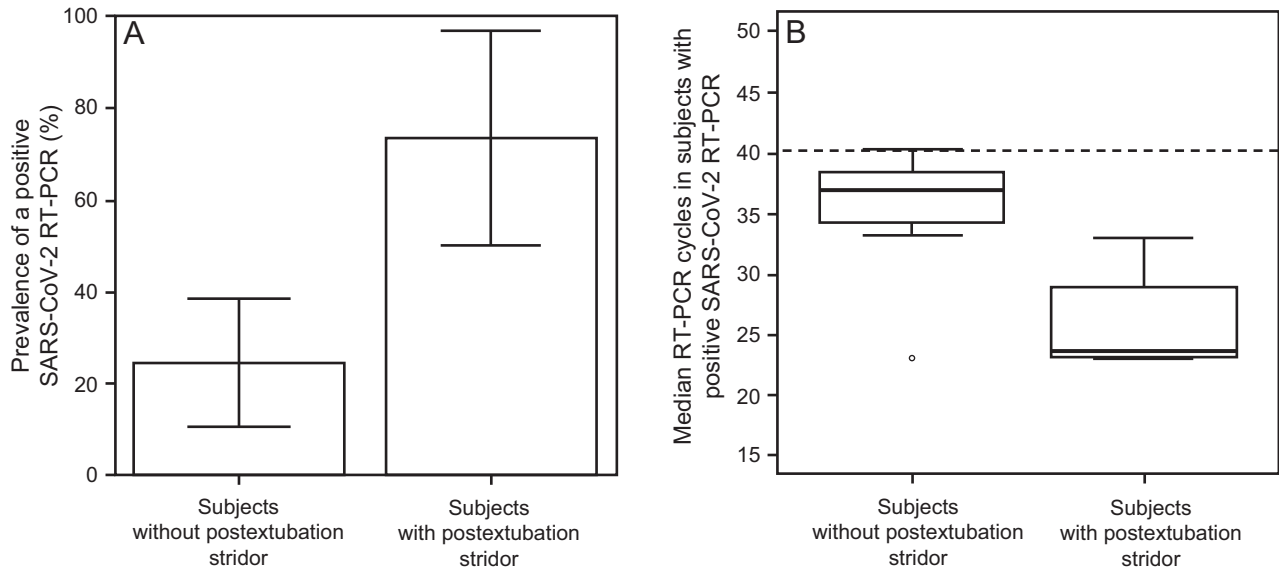 A
Prevalence of a positive
SARS-CoV-2 RT-PCR (%)
100
80
60
40
20
0
Subjects
without postextubation
stridor
Subjects
with postextubation
stridor
B
Median RT-PCR cycles in subjects with
positive SARS-CoV-2 RT-PCR
50
45
40
35
30
25
20
15
Subjects
without postextubation
stridor
Subjects
with postextubation
stridor